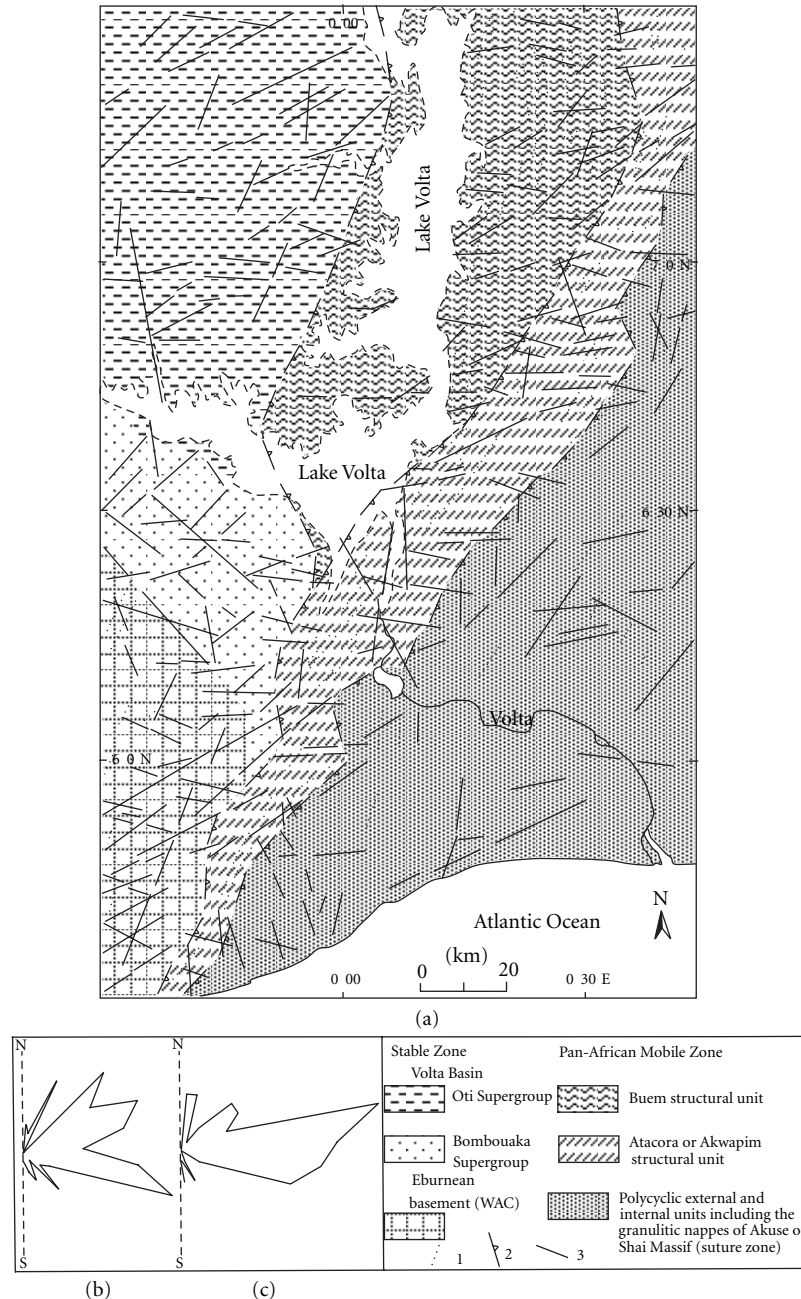 0 00
Lake Volta
7 0 N
Lake Volta
6 30 N
Volta
6 0 N
N
Atlantic Ocean
(km)
0 00
0
20
0 30 E
(a)
N
N
S
S
(b)
(c)
Stable Zone
Volta Basin
Oti Supergroup
Bombouaka
Supergroup
Eburnean
basement (WAC)
1
2
3
Pan-African Mobile Zone
Buem structural unit
Atacora or Akwapim
structural unit
Polycyclic external and
internal units including the
granulitic nappes of Akuse o
Shai Massif (suture zone)